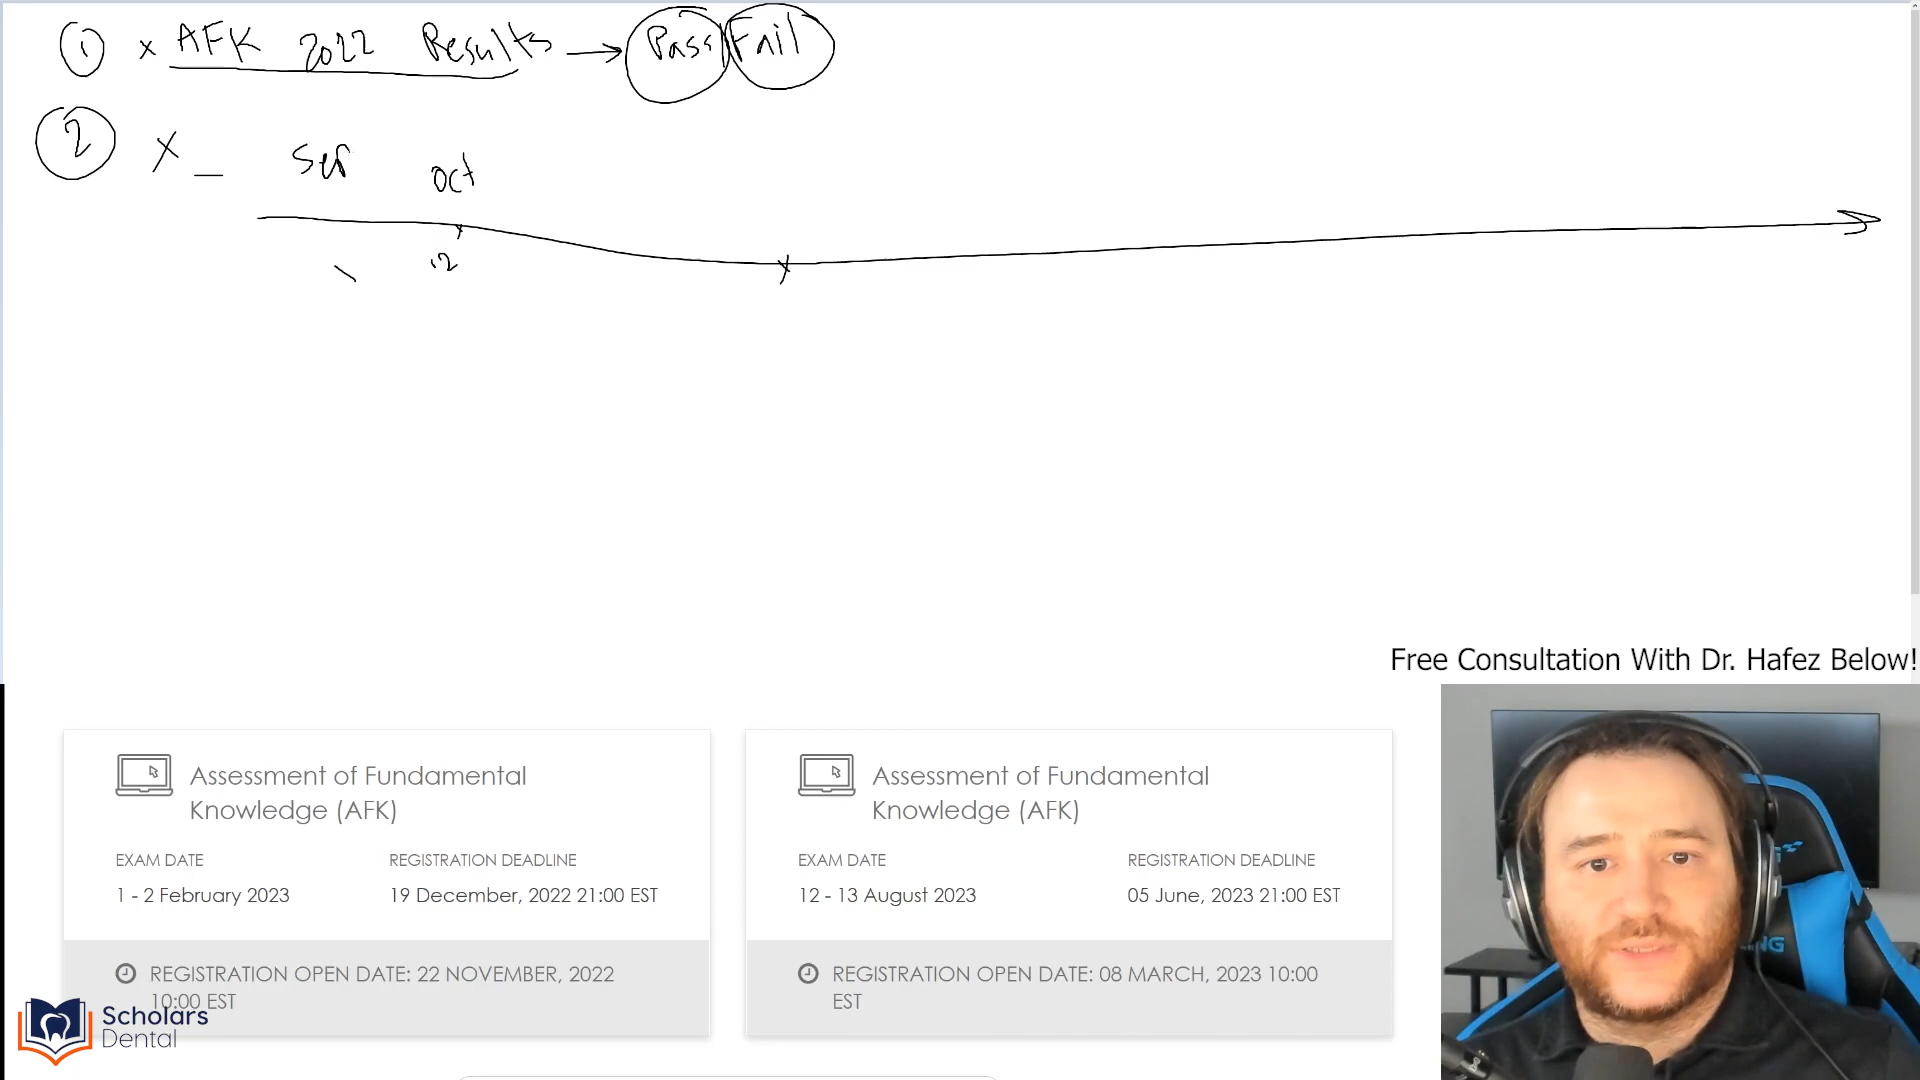 ① x AFK 2022 Results → Pass Fail
② X _ Sep Oct
12
Free Consultation With Dr. Hafez Below!
Assessment of Fundamental
Knowledge (AFK)
EXAM DATE REGISTRATION DEADLINE
1 - 2 February 2023 19 December, 2022 21:00 EST
REGISTRATION OPEN DATE: 22 NOVEMBER, 2022
10:00 EST
Assessment of Fundamental
Knowledge (AFK)
EXAM DATE REGISTRATION DEADLINE
12 - 13 August 2023 05 June, 2023 21:00 EST
REGISTRATION OPEN DATE: 08 MARCH, 2023 10:00
EST
Scholars
Dental